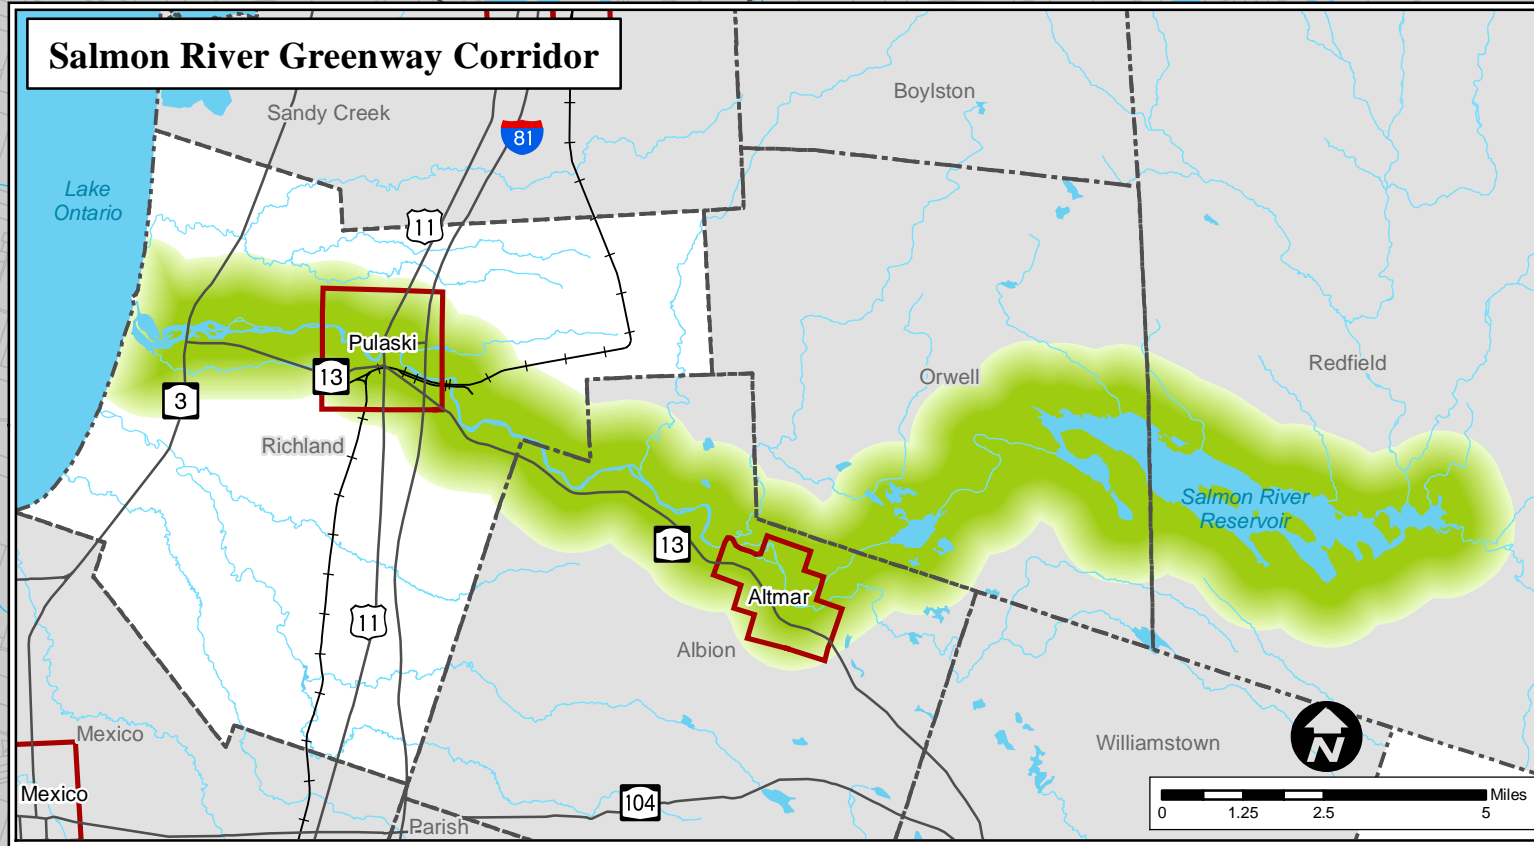 Salmon River Greenway Corridor
Boylston
Sandy Creek
81
Lake
Ontario
11
Pulaski
Redfield
13
Orwell
3
Richland
Salmon River
Reservoir
13
Altmar
11
Albion
Mexico
Williamstown
N
Mexico
104
Miles
0
1.25
2.5
5
Parish